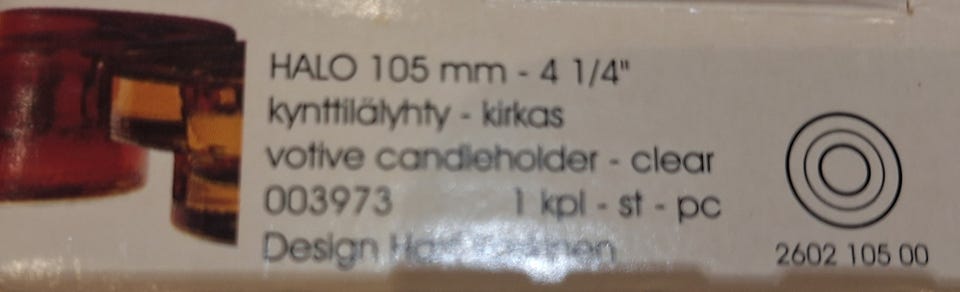 HALO 105 mm - 4 1/4"
kynttilälyhty - kirkas
votive candleholder - clear
003973 1 kpl - st - pc
Design
2602 105 00